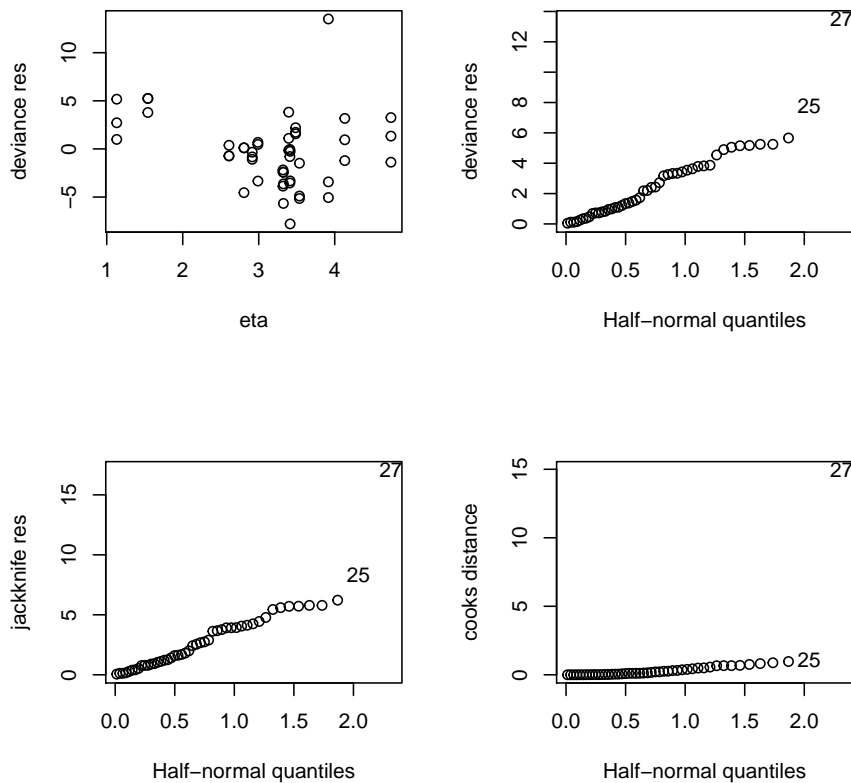 10
5
0
−5
deviance res
1 2 3 4
eta
27
25
12
8
6
4
2
0
deviance res
0.0 0.5 1.0 1.5 2.0
Half−normal quantiles
27
25
15
10
5
0
jackknife res
0.0 0.5 1.0 1.5 2.0
Half−normal quantiles
27
25
15
10
5
0
cooks distance
0.0 0.5 1.0 1.5 2.0
Half−normal quantiles